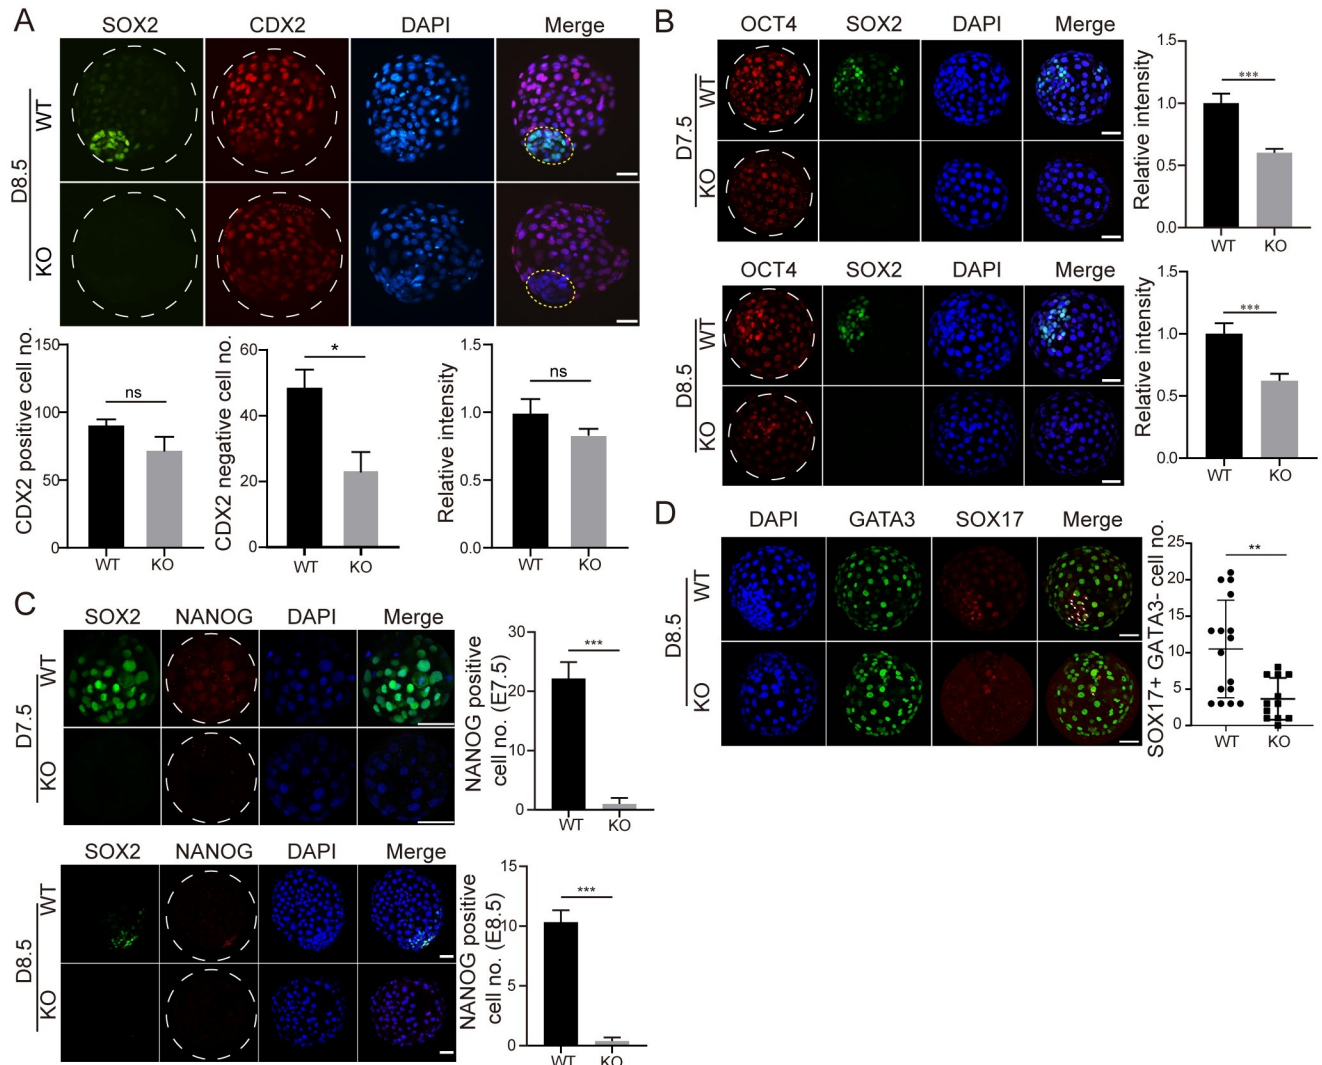 A
SOX2 CDX2 DAPI Merge
D8.5
WT
KO
CDX2 positive cell no.
150
100
50
0
ns
WT KO
CDX2 negative cell no.
60
40
20
0
*
WT KO
Relative intensity
1.5
1.0
0.5
0.0
ns
WT KO
B
OCT4 SOX2 DAPI Merge
D7.5
WT
KO
Relative intensity
1.5
1.0
0.5
0.0
***
WT KO
OCT4 SOX2 DAPI Merge
D8.5
WT
KO
Relative intensity
1.5
1.0
0.5
0.0
***
WT KO
C
SOX2 NANOG DAPI Merge
D7.5
WT
KO
NANOG positive
cell no. (E7.5)
30
20
10
0
***
WT KO
SOX2 NANOG DAPI Merge
D8.5
WT
KO
NANOG positive
cell no. (E8.5)
15
10
5
0
***
WT KO
D
DAPI GATA3 SOX17 Merge
D8.5
WT
KO
SOX17+ GATA3- cell no.
25
20
15
10
5
0
**
WT KO